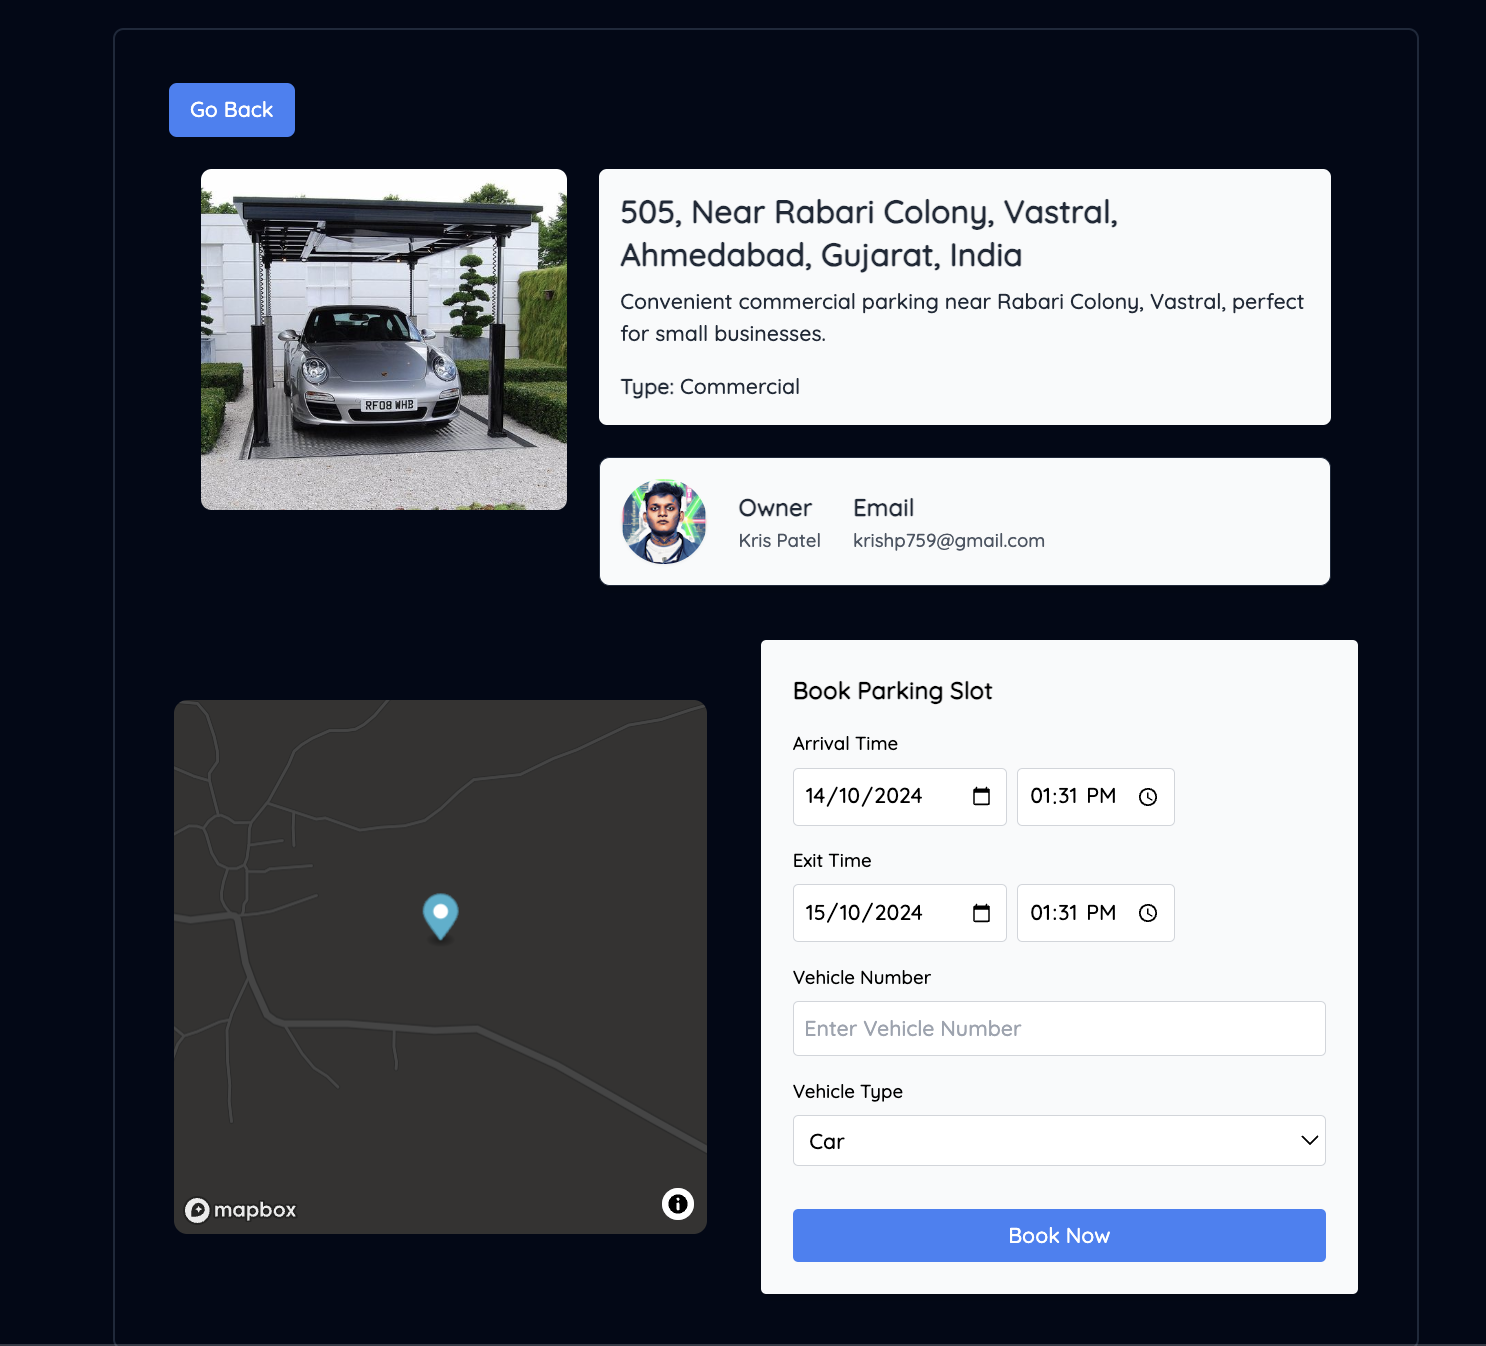 Go Back
RF08 WHB
505, Near Rabari Colony, Vastral,
Ahmedabad, Gujarat, India
Convenient commercial parking near Rabari Colony, Vastral, perfect
for small businesses.
Type: Commercial
Owner
Kris Patel
Email
krishp759@gmail.com
mapbox
Book Parking Slot
Arrival Time
14/10/2024
01:31 PM
Exit Time
15/10/2024
01:31 PM
Vehicle Number
Enter Vehicle Number
Vehicle Type
Car
Book Now